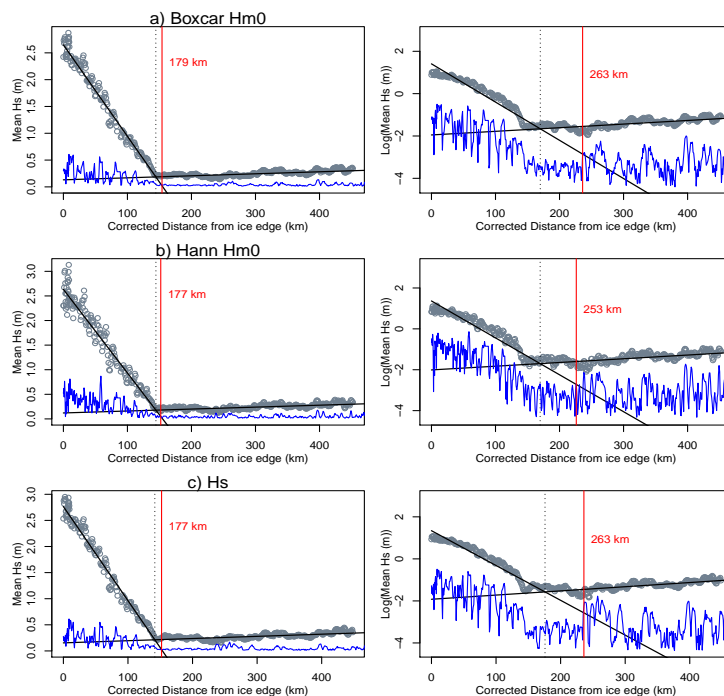 a) Boxcar Hm0
Mean Hs (m)
0.0 0.5 1.0 1.5 2.0 2.5
179 km
0 100 200 300 400
Corrected Distance from ice edge (km)
Log(Mean Hs (m))
−4 −2 0 2
263 km
0 100 200 300 400
Corrected Distance from ice edge (km)
b) Hann Hm0
Mean Hs (m)
0.0 0.5 1.0 1.5 2.0 2.5 3.0
177 km
0 100 200 300 400
Corrected Distance from ice edge (km)
Log(Mean Hs (m))
−4 −2 0 2
253 km
0 100 200 300 400
Corrected Distance from ice edge (km)
c) Hs
Mean Hs (m)
0.0 0.5 1.0 1.5 2.0 2.5 3.0
177 km
0 100 200 300 400
Corrected Distance from ice edge (km)
Log(Mean Hs (m))
−4 −2 0 2
263 km
0 100 200 300 400
Corrected Distance from ice edge (km)